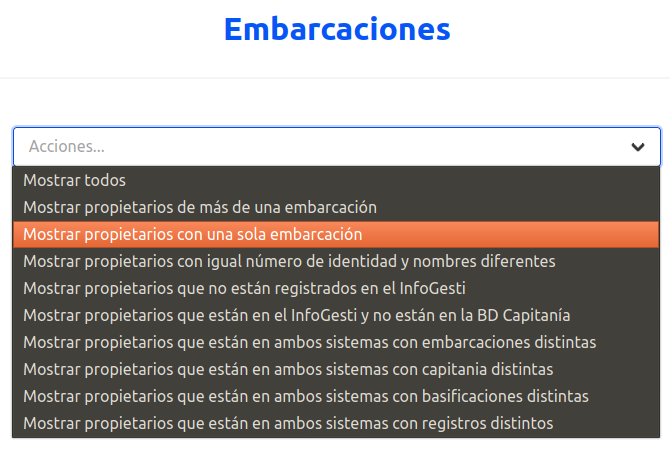 Embarcaciones
Acciones...
Mostrar todos
Mostrar propietarios de más de una embarcación
Mostrar propietarios con una sola embarcación
Mostrar propietarios con igual número de identidad y nombres diferentes
Mostrar propietarios que no están registrados en el InfoGesti
Mostrar propietarios que están en el InfoGesti y no están en la BD Capitanía
Mostrar propietarios que están en ambos sistemas con embarcaciones distintas
Mostrar propietarios que están en ambos sistemas con capitania distintas
Mostrar propietarios que están en ambos sistemas con basificaciones distintas
Mostrar propietarios que están en ambos sistemas con registros distintos